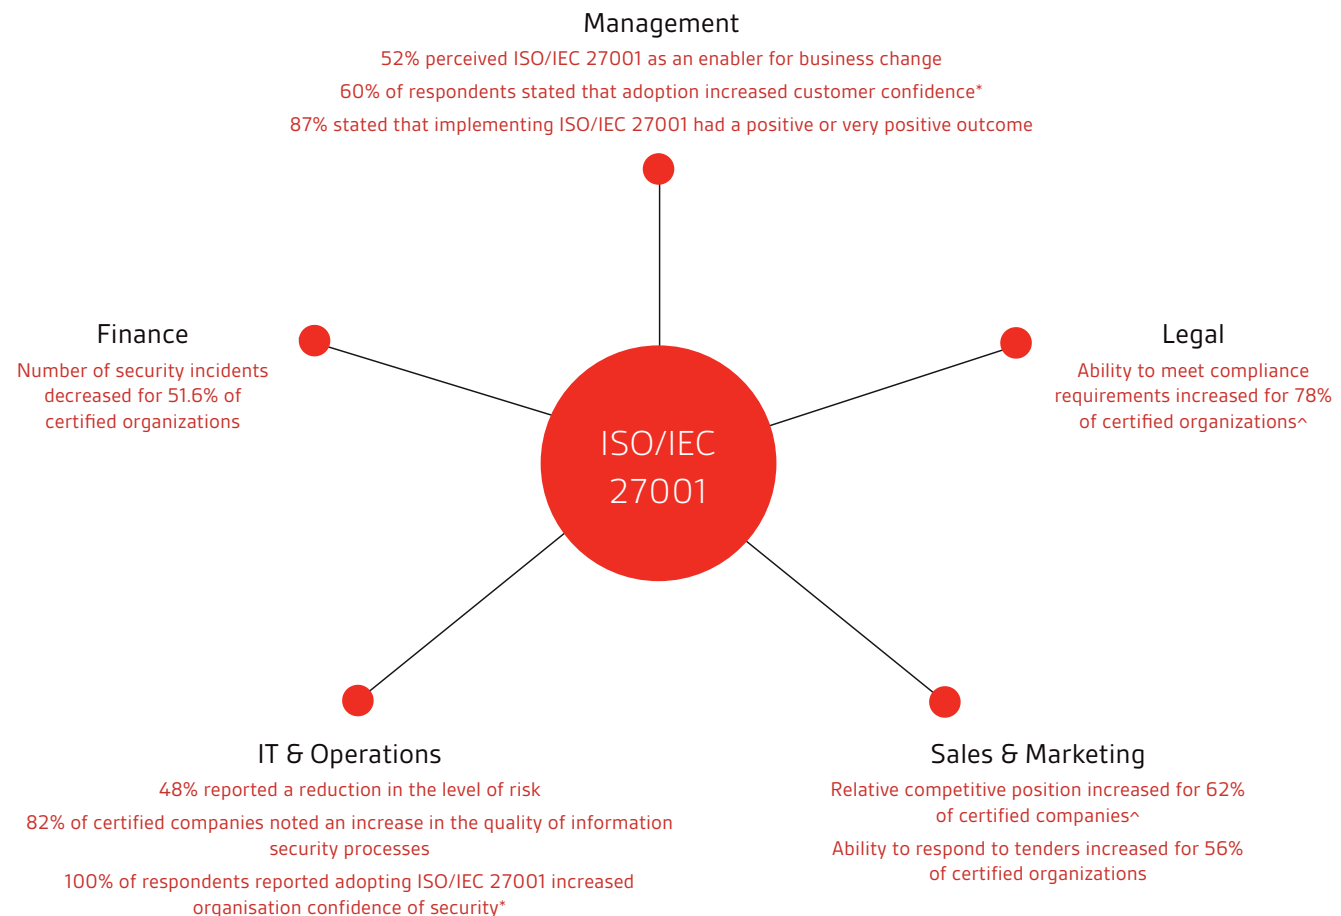 Management
52% perceived ISO/IEC 27001 as an enabler for business change
60% of respondents stated that adoption increased customer confidence*
87% stated that implementing ISO/IEC 27001 had a positive or very positive outcome
Finance
Number of security incidents
decreased for 51.6% of
certified organizations
Legal
Ability to meet compliance
requirements increased for 78%
of certified organizations^
ISO/IEC
27001
IT & Operations
48% reported a reduction in the level of risk
82% of certified companies noted an increase in the quality of information
security processes
100% of respondents reported adopting ISO/IEC 27001 increased
organisation confidence of security*
Sales & Marketing
Relative competitive position increased for 62%
of certified companies^
Ability to respond to tenders increased for 56%
of certified organizations